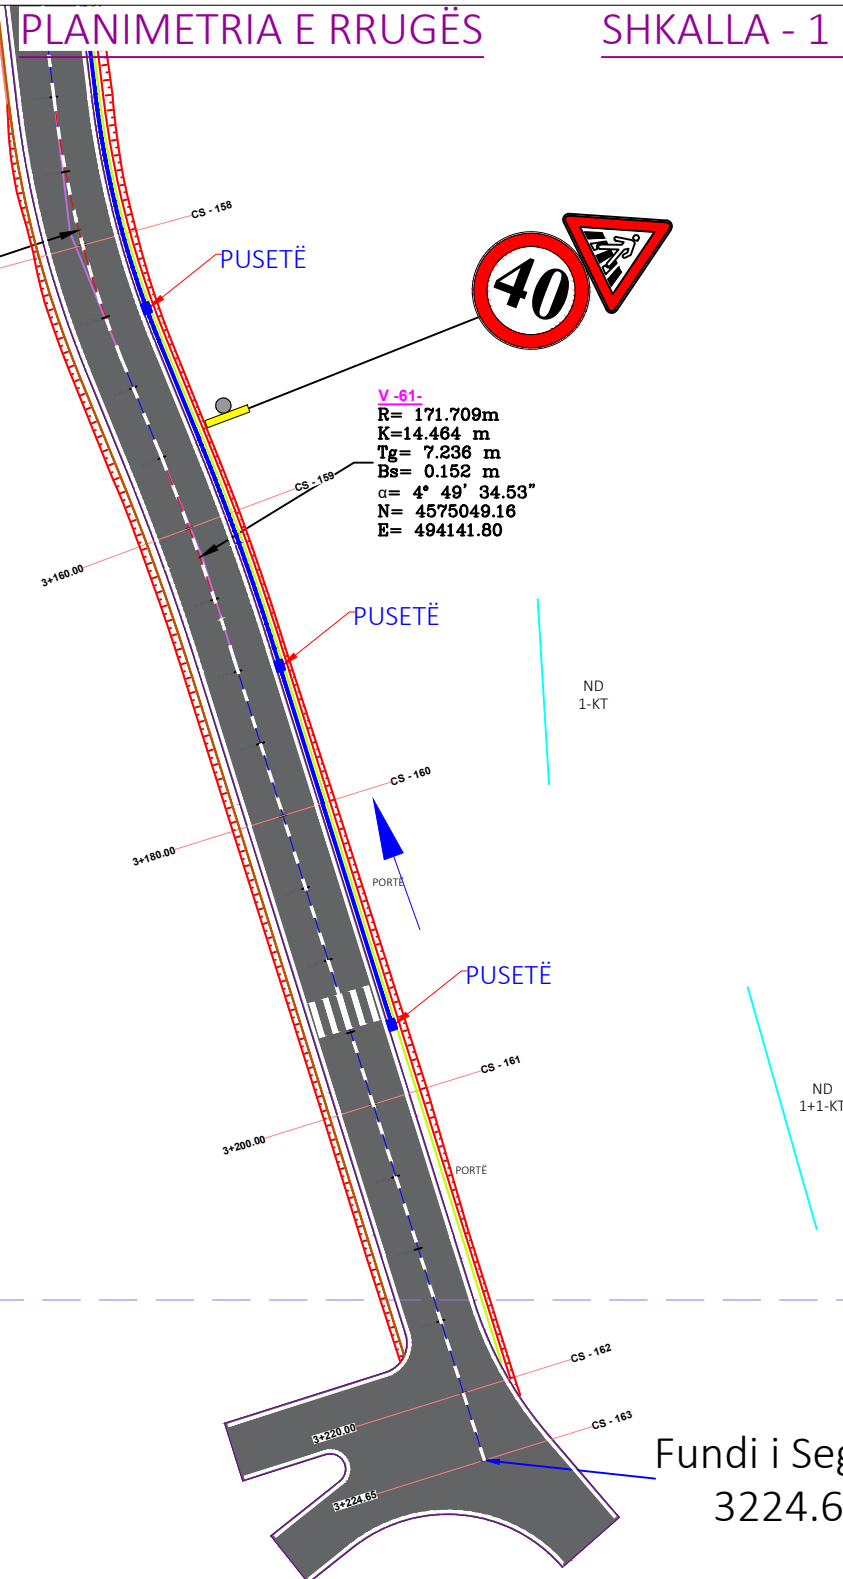 PLANIMETRIA E RRUGËS
SHKALLA - 1
CS - 158
PUSETË
40
V -61-
R= 171.709m
K=14.464 m
Tg= 7.236 m
Bs= 0.152 m
α= 4° 49' 34.53"
N= 4575049.16
E= 494141.80
CS - 159
3+160.00
PUSETË
ND
1-KT
CS - 160
3+180.00
PORTË
PUSETË
CS - 161
ND
1+1-KT
3+200.00
PORTË
CS - 162
CS - 163
3+220.00
Fundi i Seg
3+224.65
3224.6